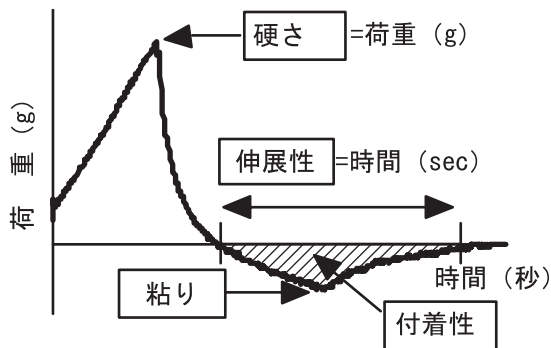 硬さ =荷重 (g)
荷 重 (g)
伸展性 =時間 (sec)
時間 (秒)
粘り
付着性